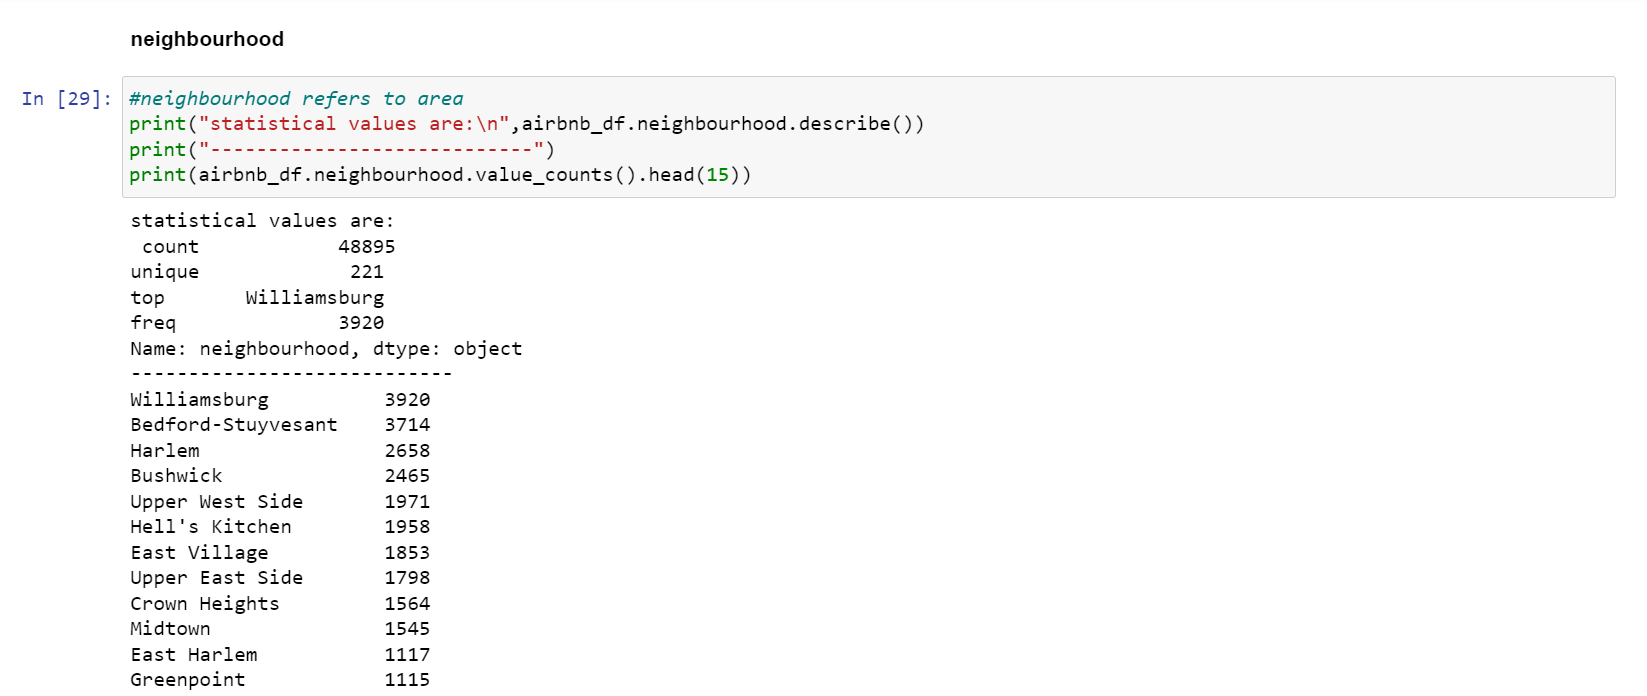 neighbourhood
In [29]: #neighbourhood refers to area
print("statistical values are:\n",airbnb_df.neighbourhood.describe())
print("----------------------------")
print(airbnb_df.neighbourhood.value_counts().head(15))
statistical values are:
 count            48895
unique             221
top       Williamsburg
freq              3920
Name: neighbourhood, dtype: object
----------------------------
Williamsburg          3920
Bedford-Stuyvesant    3714
Harlem                2658
Bushwick              2465
Upper West Side       1971
Hell's Kitchen        1958
East Village          1853
Upper East Side       1798
Crown Heights         1564
Midtown               1545
East Harlem           1117
Greenpoint            1115